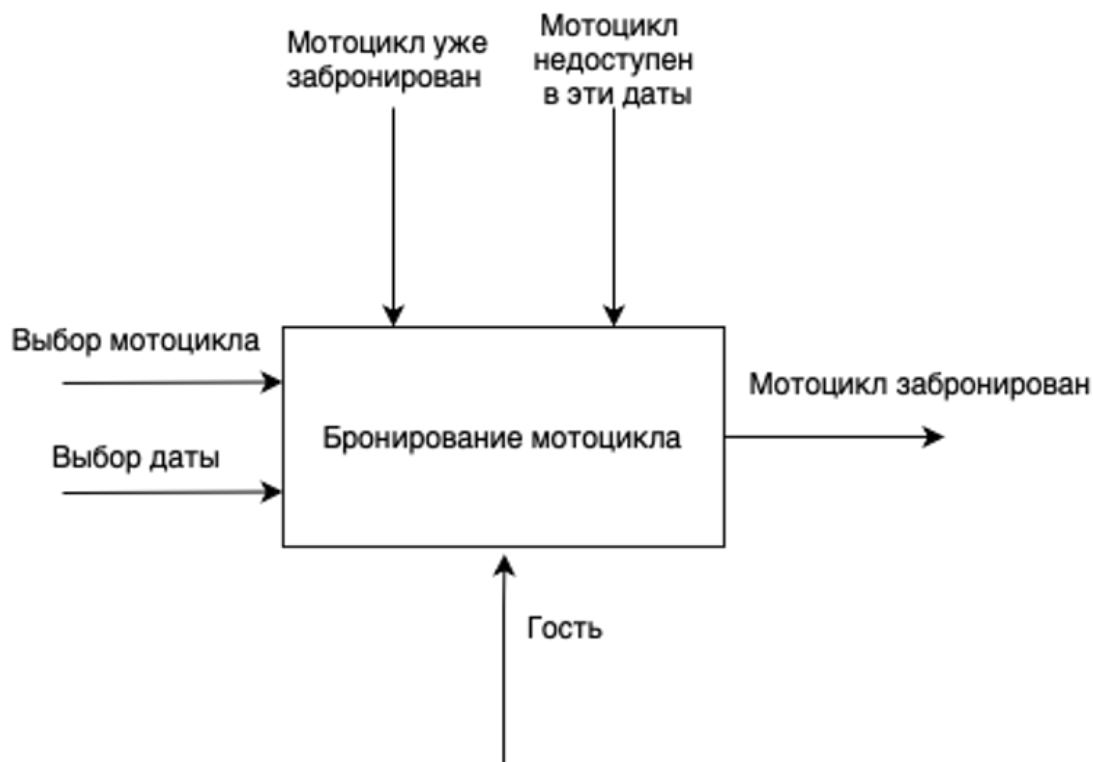 Мотоцикл уже
забронирован
Мотоцикл
недоступен
в эти даты
Выбор мотоцикла
Мотоцикл забронирован
Бронирование мотоцикла
Выбор даты
Гость